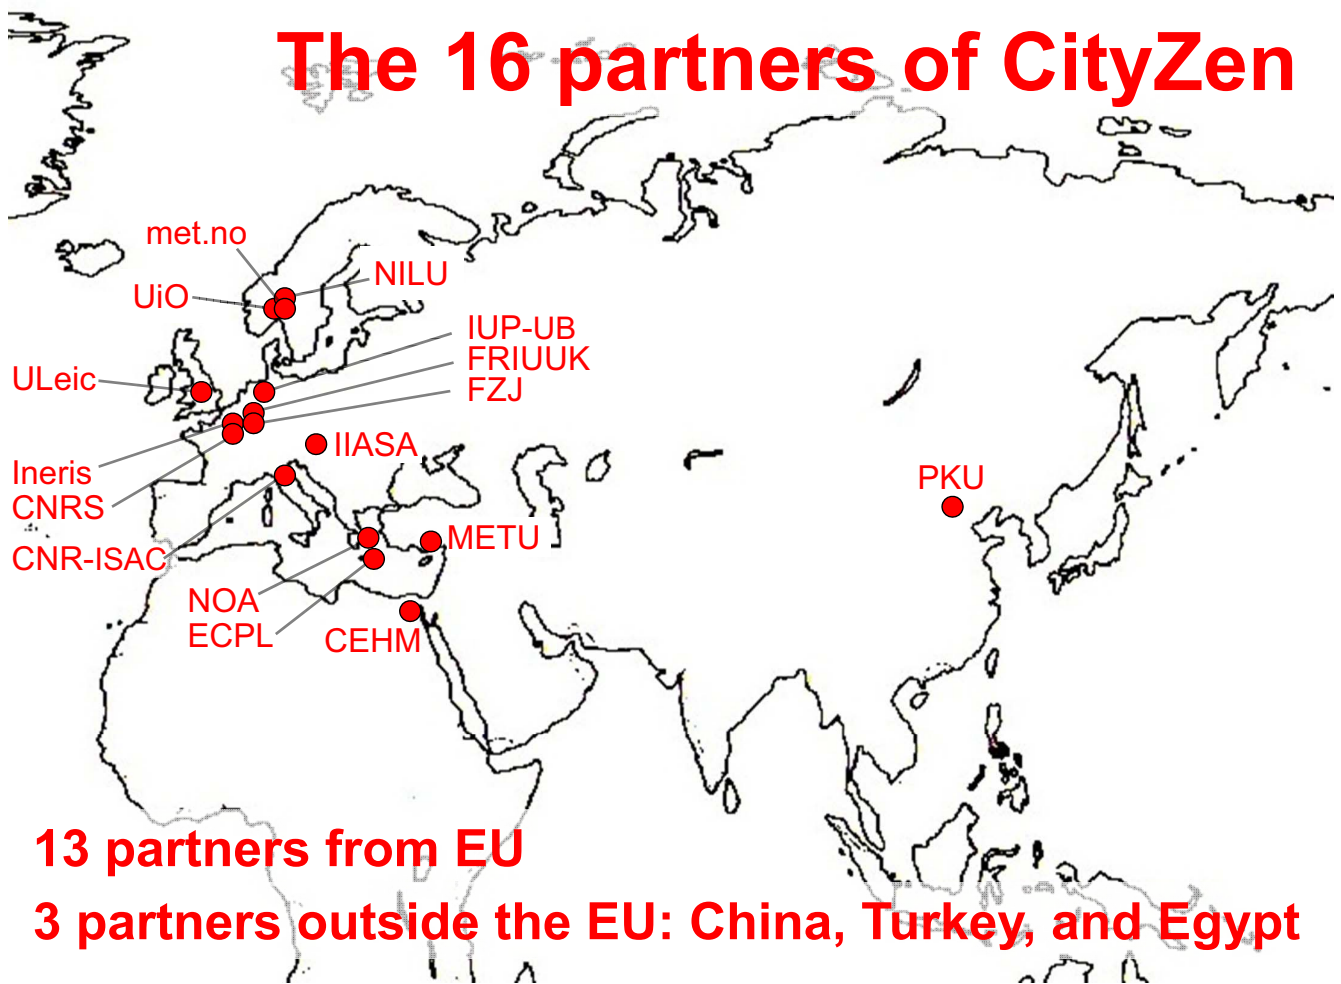 The 16 partners of CityZen
met.no
NILU
UiO
IUP-UB
FRIUUK
FZJ
ULeic
IIASA
Ineris
CNRS
PKU
METU
CNR-ISAC
NOA
ECPL
CEHM
13 partners from EU
3 partners outside the EU: China, Turkey, and Egypt